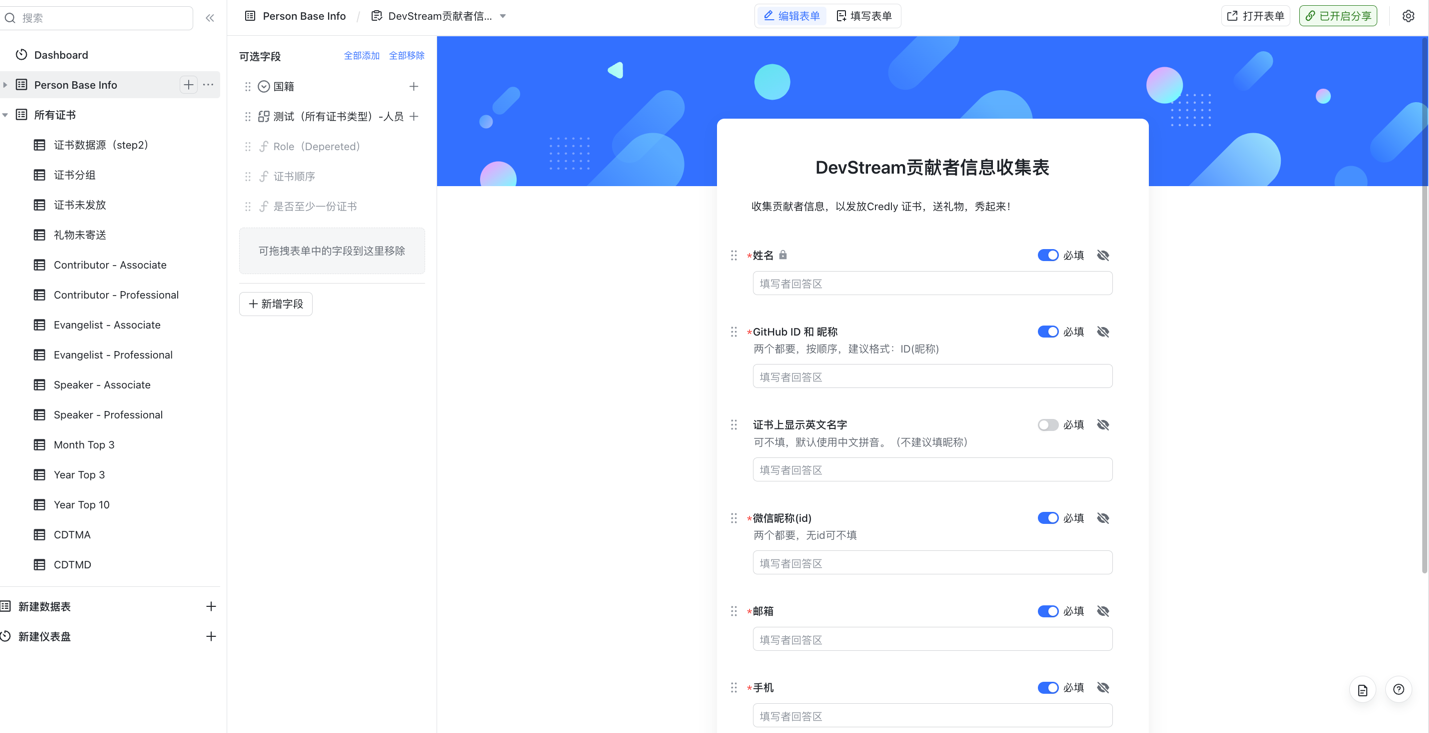 搜索
Dashboard
Person Base Info
所有证书
证书数据源（step2）
证书分组
证书未发放
礼物未寄送
Contributor - Associate
Contributor - Professional
Evangelist - Associate
Evangelist - Professional
Speaker - Associate
Speaker - Professional
Month Top 3
Year Top 3
Year Top 10
CDTMA
CDTMD
新建数据表
新建仪表盘
Person Base Info / DevStream贡献者信...
编辑表单
填写表单
打开表单
已开启分享
可选字段
全部添加
全部移除
国籍
测试（所有证书类型）-人员
Role（Depereted）
证书顺序
是否至少一份证书
可拖拽表单中的字段到这里移除
新增字段
DevStream贡献者信息收集表
收集贡献者信息，以发放Credly 证书，送礼物，秀起来！
*姓名 必填
填写者回答区
*GitHub ID 和 昵称 必填
两个都要，按顺序，建议格式：ID(昵称)
填写者回答区
证书上显示英文名字 必填
可不填，默认使用中文拼音。（不建议填昵称）
填写者回答区
*微信昵称(id) 必填
两个都要，无id可不填
填写者回答区
*邮箱 必填
填写者回答区
*手机 必填
填写者回答区